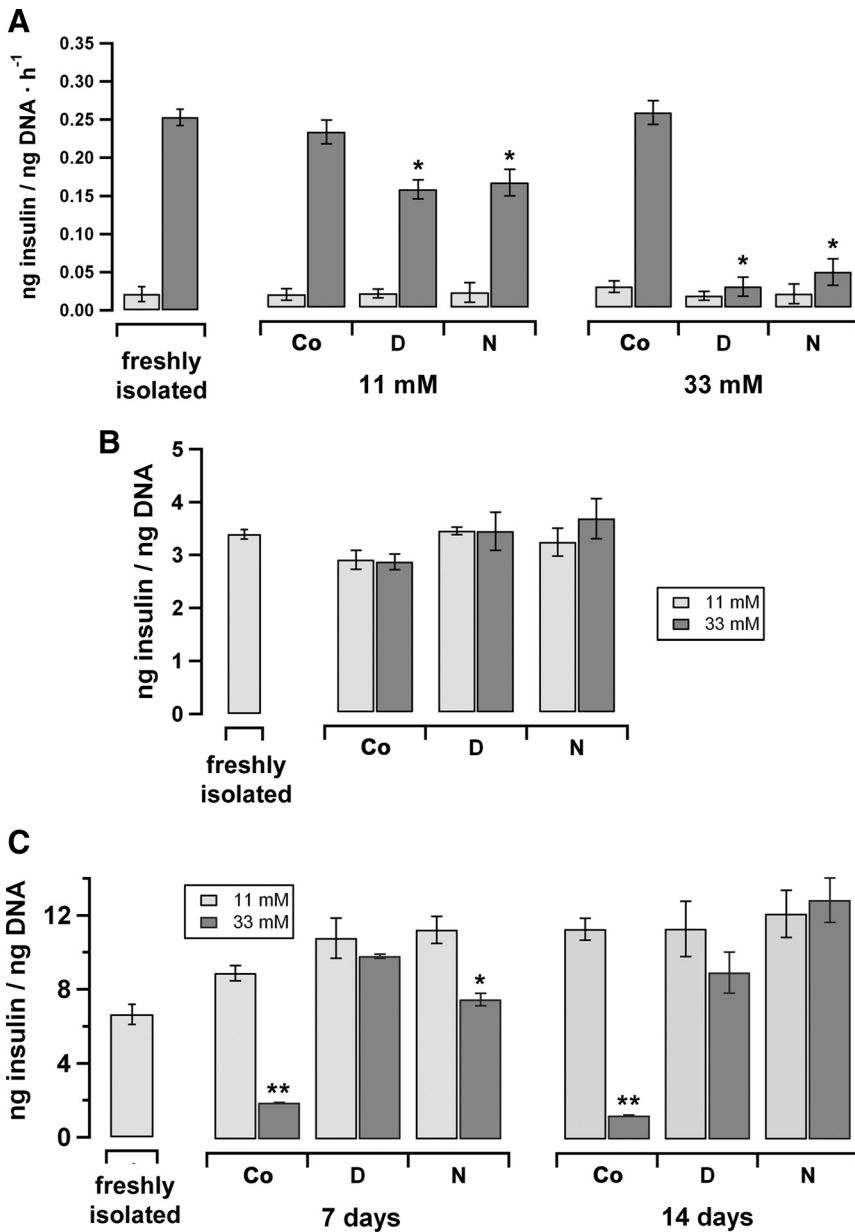 A
ng insulin / ng DNA · h⁻¹
0.35
0.30
0.25
0.20
0.15
0.10
0.05
0.00
* * * *
freshly
isolated
Co D N
11 mM
Co D N
33 mM
B
ng insulin / ng DNA
5
4
3
2
1
0
11 mM
33 mM
freshly
isolated
Co D N
C
ng insulin / ng DNA
12
8
4
0
11 mM
33 mM
** * **
freshly
isolated
Co D N
7 days
Co D N
14 days